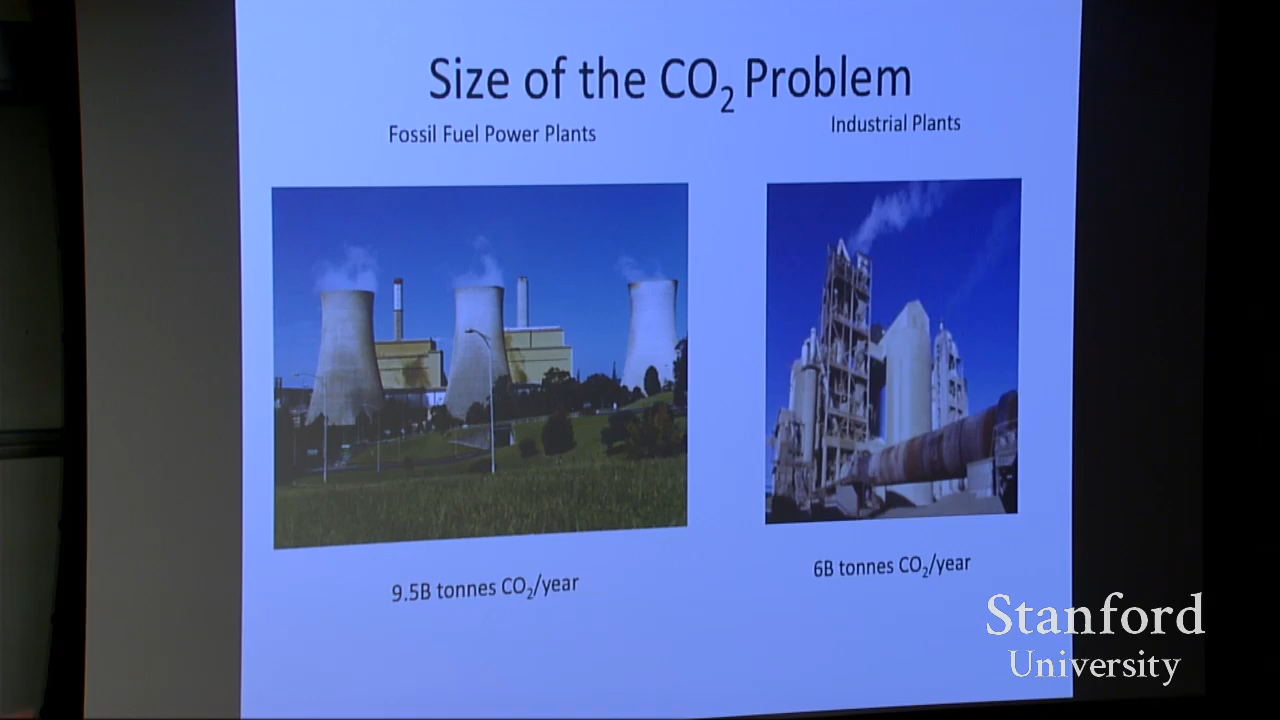 Size of the CO₂ Problem
Fossil Fuel Power Plants
Industrial Plants
9.5B tonnes CO₂/year
6B tonnes CO₂/year
Stanford
University